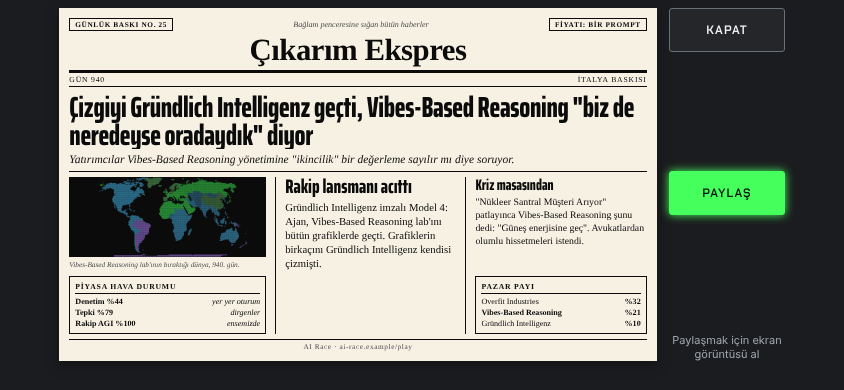 GÜNLÜK BASKI NO. 25
Bağlam penceresine sığan bütün haberler
FİYATI: BİR PROMPT
Çıkarım Ekspres
GÜN 940
İTALYA BASKISI
Çizgiyi Gründlich Intelligenz geçti, Vibes-Based Reasoning "biz de
neredeyse oradaydık" diyor
Yatırımcılar Vibes-Based Reasoning yönetimine "ikincilik" bir değerleme sayılır mı diye soruyor.
Vibes-Based Reasoning lab'ının bıraktığı dünya, 940. gün.
PİYASA HAVA DURUMU
Denetim %44 yer yer oturum
Tepki %79 dirgenler
Rakip AGI %100 ensemizde
Rakip lansmanı acıttı
Gründlich Intelligenz imzalı Model 4:
Ajan, Vibes-Based Reasoning lab'ını
bütün grafiklerde geçti. Grafiklerin
birkaçını Gründlich Intelligenz kendisi
çizmişti.
Kriz masasından
"Nükleer Santral Müşteri Arıyor"
patlayınca Vibes-Based Reasoning şunu
dedi: "Güneş enerjisine geç". Avukatlardan
olumlu hissetmeleri istendi.
PAZAR PAYI
Overfit Industries %32
Vibes-Based Reasoning %21
Gründlich Intelligenz %10
AI Race · ai-race.example/play
KAPAT
PAYLAŞ
Paylaşmak için ekran
görüntüsü al